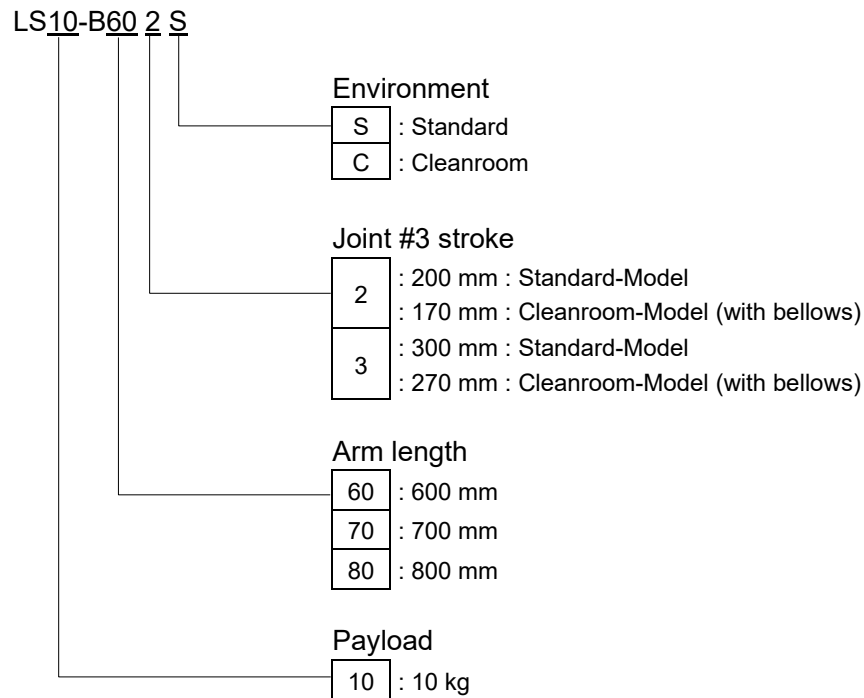 LS10-B60 2 S
Environment
S : Standard
C : Cleanroom
Joint #3 stroke
2 : 200 mm : Standard-Model
: 170 mm : Cleanroom-Model (with bellows)
3 : 300 mm : Standard-Model
: 270 mm : Cleanroom-Model (with bellows)
Arm length
60 : 600 mm
70 : 700 mm
80 : 800 mm
Payload
10 : 10 kg